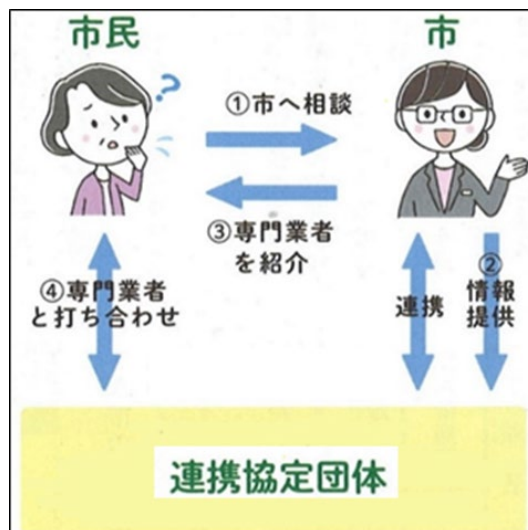 市民
市
?
①市へ相談
③専門業者
を紹介
④専門業者
と打ち合わせ
連携
②
情報
提供
連携協定団体